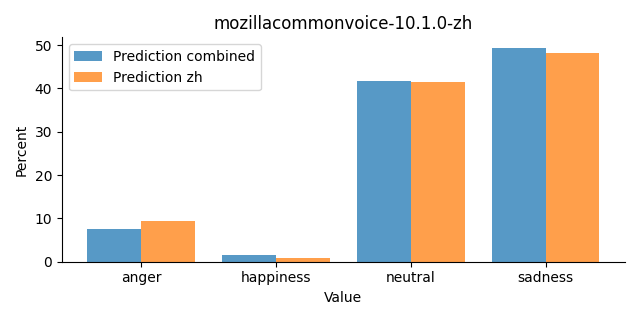 mozillacommonvoice-10.1.0-zh
Prediction combined
Prediction zh
Percent
50
40
30
20
10
0
anger happiness neutral sadness
Value